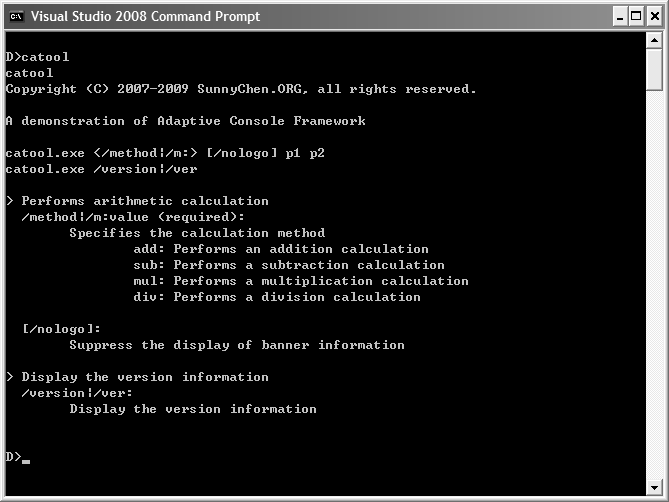 Visual Studio 2008 Command Prompt
D>catool
catool
Copyright (C) 2007-2009 SunnyChen.ORG, all rights reserved.
A demonstration of Adaptive Console Framework
catool.exe </method¦/m:> [/nologo] p1 p2
catool.exe /version¦/ver
> Performs arithmetic calculation
/method¦/m:value (required):
Specifies the calculation method
add: Performs an addition calculation
sub: Performs a subtraction calculation
mul: Performs a multiplication calculation
div: Performs a division calculation
[/nologo]:
Suppress the display of banner information
> Display the version information
/version¦/ver:
Display the version information
D>_